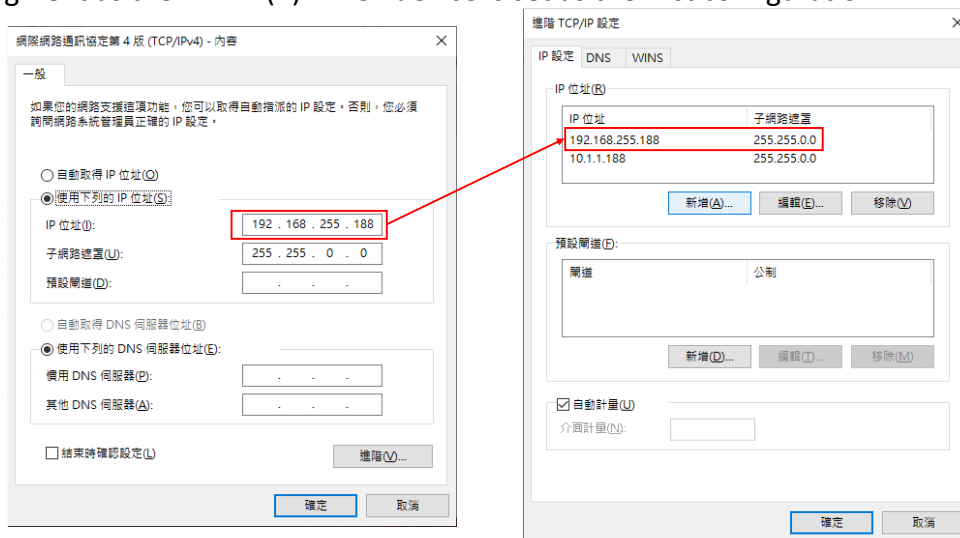 網際網路通訊協定第 4 版 (TCP/IPv4) - 內容
一般
如果您的網路支援這項功能，您可以取得自動指派的 IP 設定。否則，您必須
詢問網路系統管理員正確的 IP 設定。
自動取得 IP 位址(O)
使用下列的 IP 位址(S):
IP 位址(I):
192 . 168 . 255 . 188
子網路遮罩(U):
255 . 255 . 0 . 0
預設閘道(D):
. . .
自動取得 DNS 伺服器位址(B)
使用下列的 DNS 伺服器位址(E):
慣用 DNS 伺服器(P):
. . .
其他 DNS 伺服器(A):
. . .
結束時確認設定(L)
進階(V)...
確定
取消
進階 TCP/IP 設定
IP 設定 DNS WINS
IP 位址(R)
IP 位址 子網路遮罩
192.168.255.188 255.255.0.0
10.1.1.188 255.255.0.0
新增(A)... 編輯(E)... 移除(V)
預設閘道(F):
閘道 公制
新增(D)... 編輯(T)... 移除(M)
自動計量(U)
介面計量(N):
確定 取消